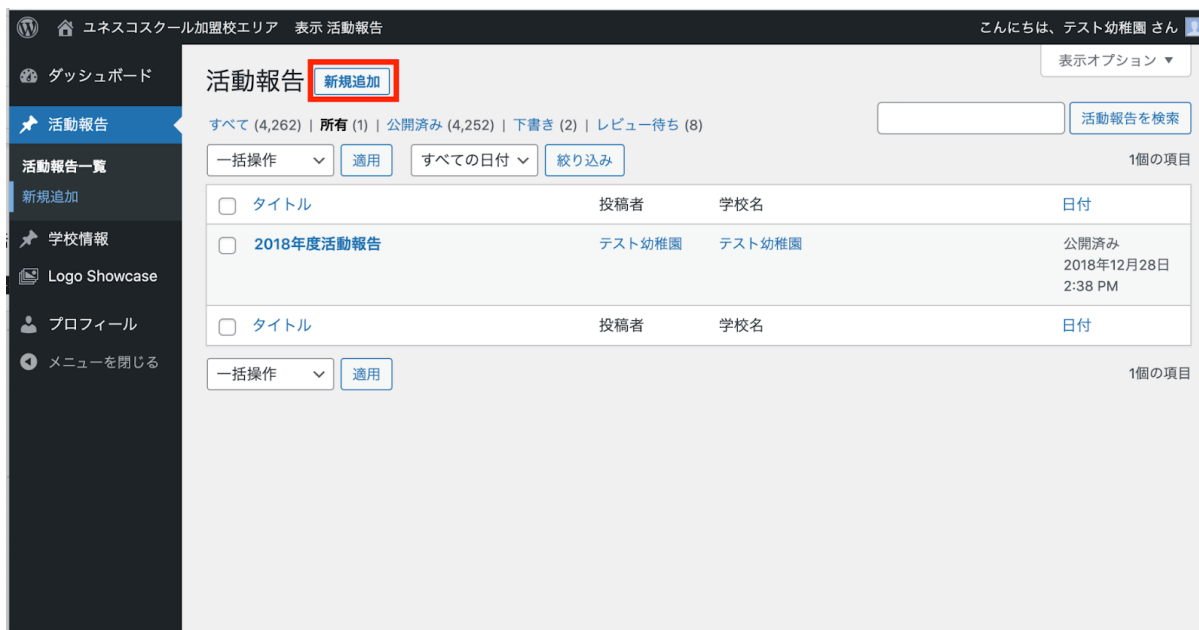 ユネスコスクール加盟校エリア 表示 活動報告 こんにちは、テスト幼稚園 さん
ダッシュボード
活動報告
活動報告一覧
新規追加
学校情報
Logo Showcase
プロフィール
メニューを閉じる
表示オプション ▼
活動報告 新規追加
すべて (4,262) | 所有 (1) | 公開済み (4,252) | 下書き (2) | レビュー待ち (8)
活動報告を検索
一括操作 適用 すべての日付 絞り込み 1個の項目
タイトル 投稿者 学校名 日付
2018年度活動報告 テスト幼稚園 テスト幼稚園 公開済み
2018年12月28日
2:38 PM
タイトル 投稿者 学校名 日付
一括操作 適用 1個の項目